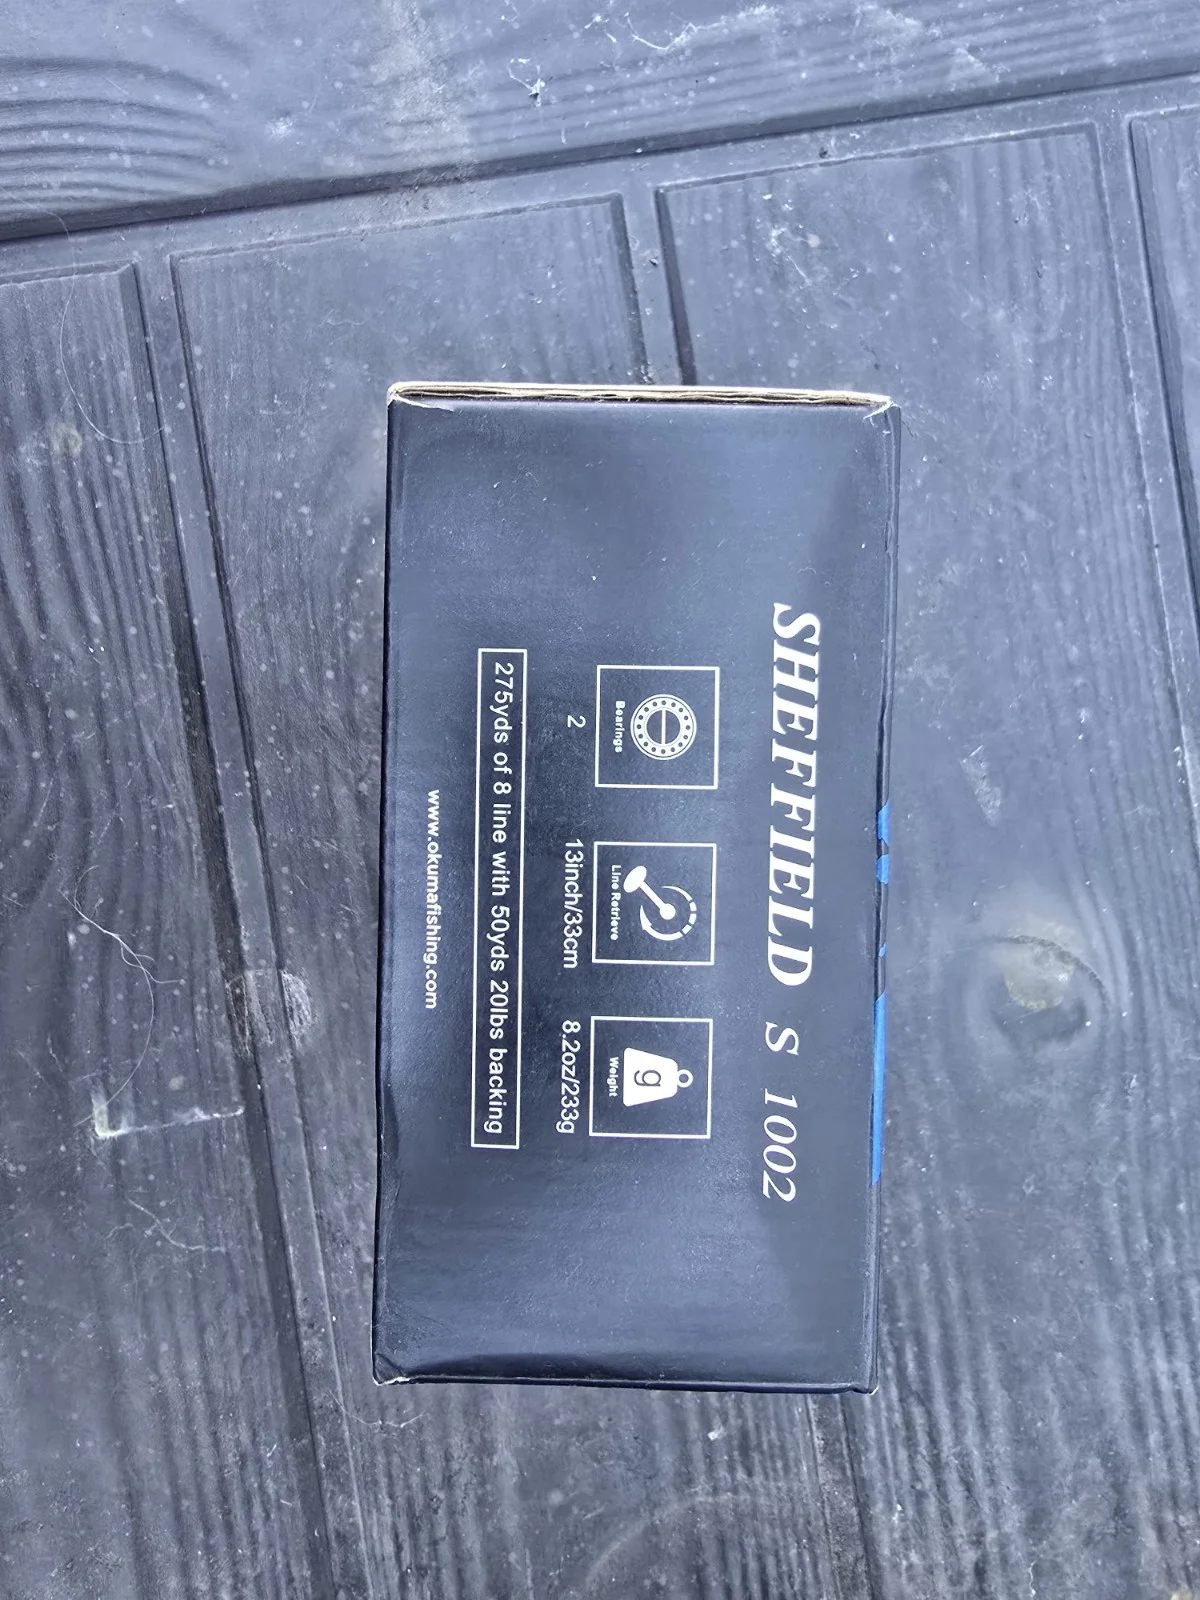 SHEFFIELD S 1002
Bearings
Line Retrieve
Weight
g
2
13inch/33cm
8.2oz/233g
275yds of 8 line with 50yds 20lbs backing
www.okumafishing.com